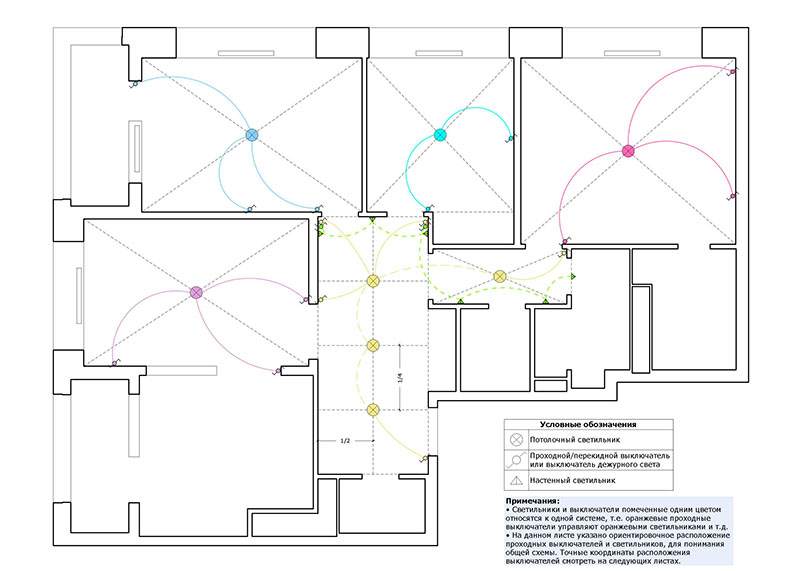 1/4
1/2
Условные обозначения
Потолочный светильник
Проходной/перекидной выключатель
или выключатель дежурного света
Настенный светильник
Примечания:
• Светильники и выключатели помеченные одним цветом
относятся к одной системе, т.е. оранжевые проходные
выключатели управляют оранжевыми светильниками и т.д.
• На данном листе указано ориентировочное расположение
проходных выключателей и светильников, для понимания
общей схемы. Точные координаты расположения
выключателей смотреть на следующих листах.